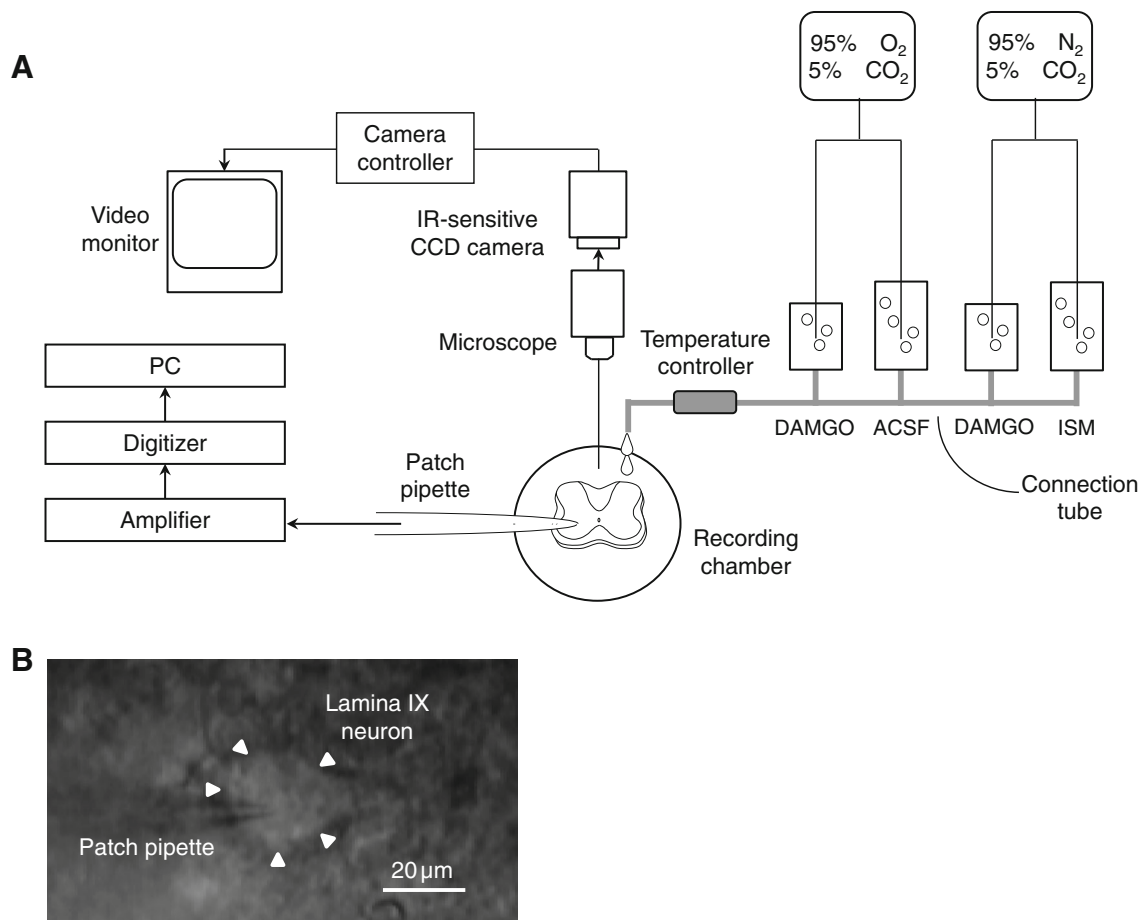 A
95% O₂
5% CO₂
95% N₂
5% CO₂
Camera
controller
Video
monitor
IR-sensitive
CCD camera
Microscope
Temperature
controller
PC
Digitizer
Amplifier
Patch
pipette
DAMGO
ACSF
DAMGO
ISM
Connection
tube
Recording
chamber
B
Lamina IX
neuron
Patch pipette
20 µm